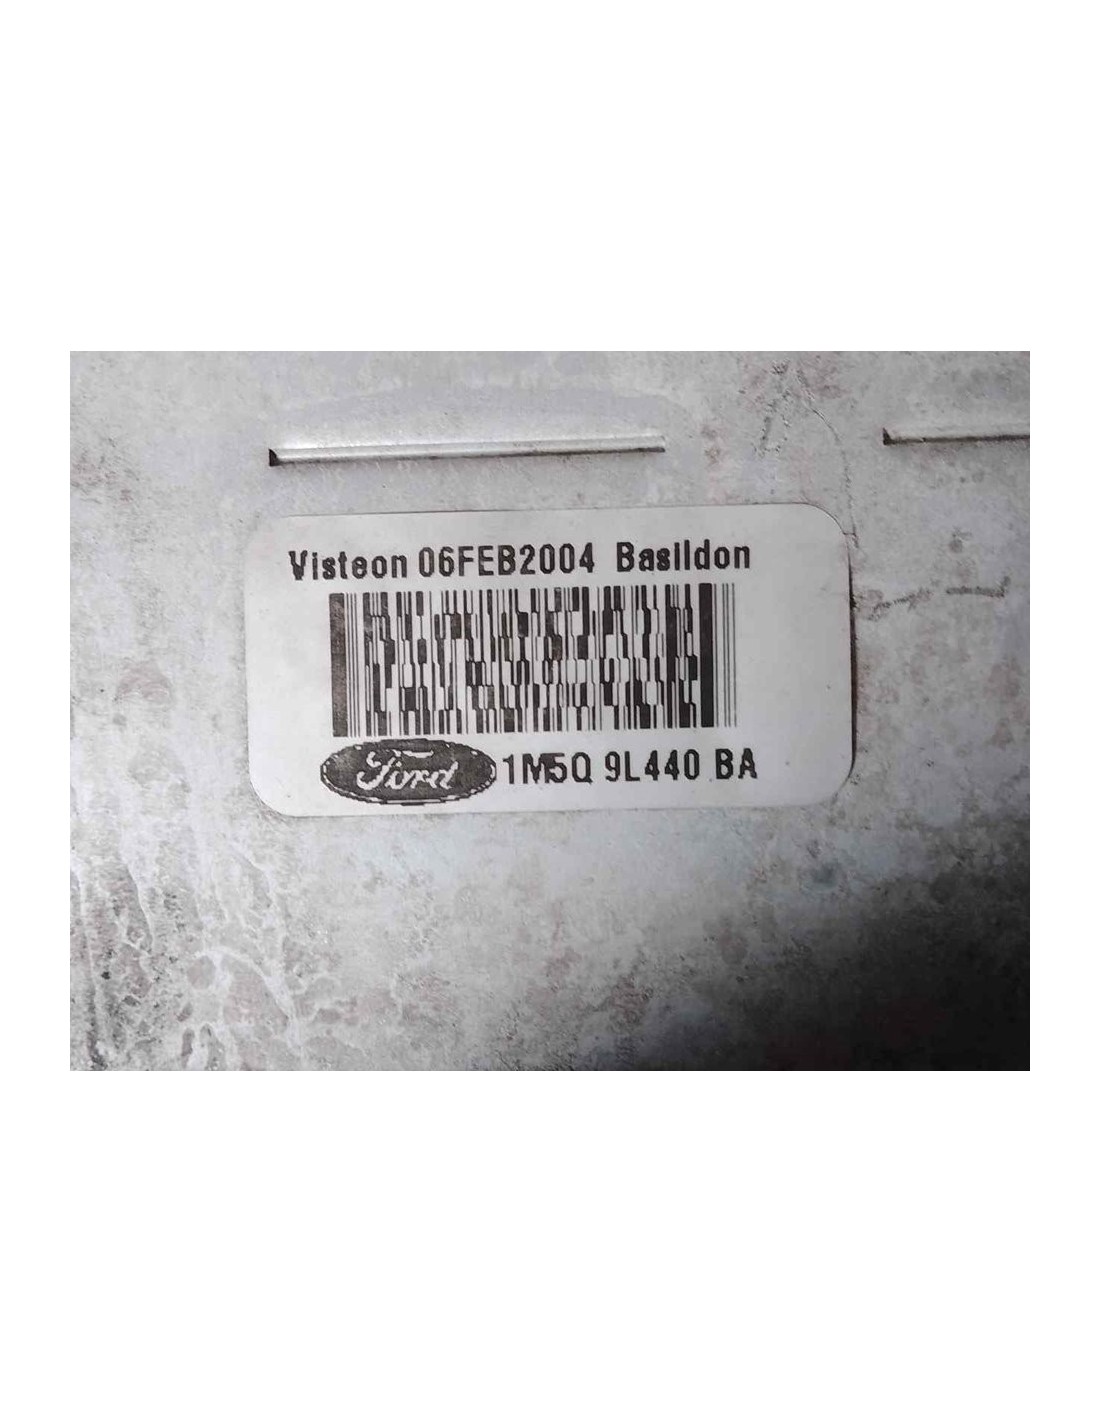 Visteon 06FEB2004 Basildon
Ford 1M5Q 9L440 BA